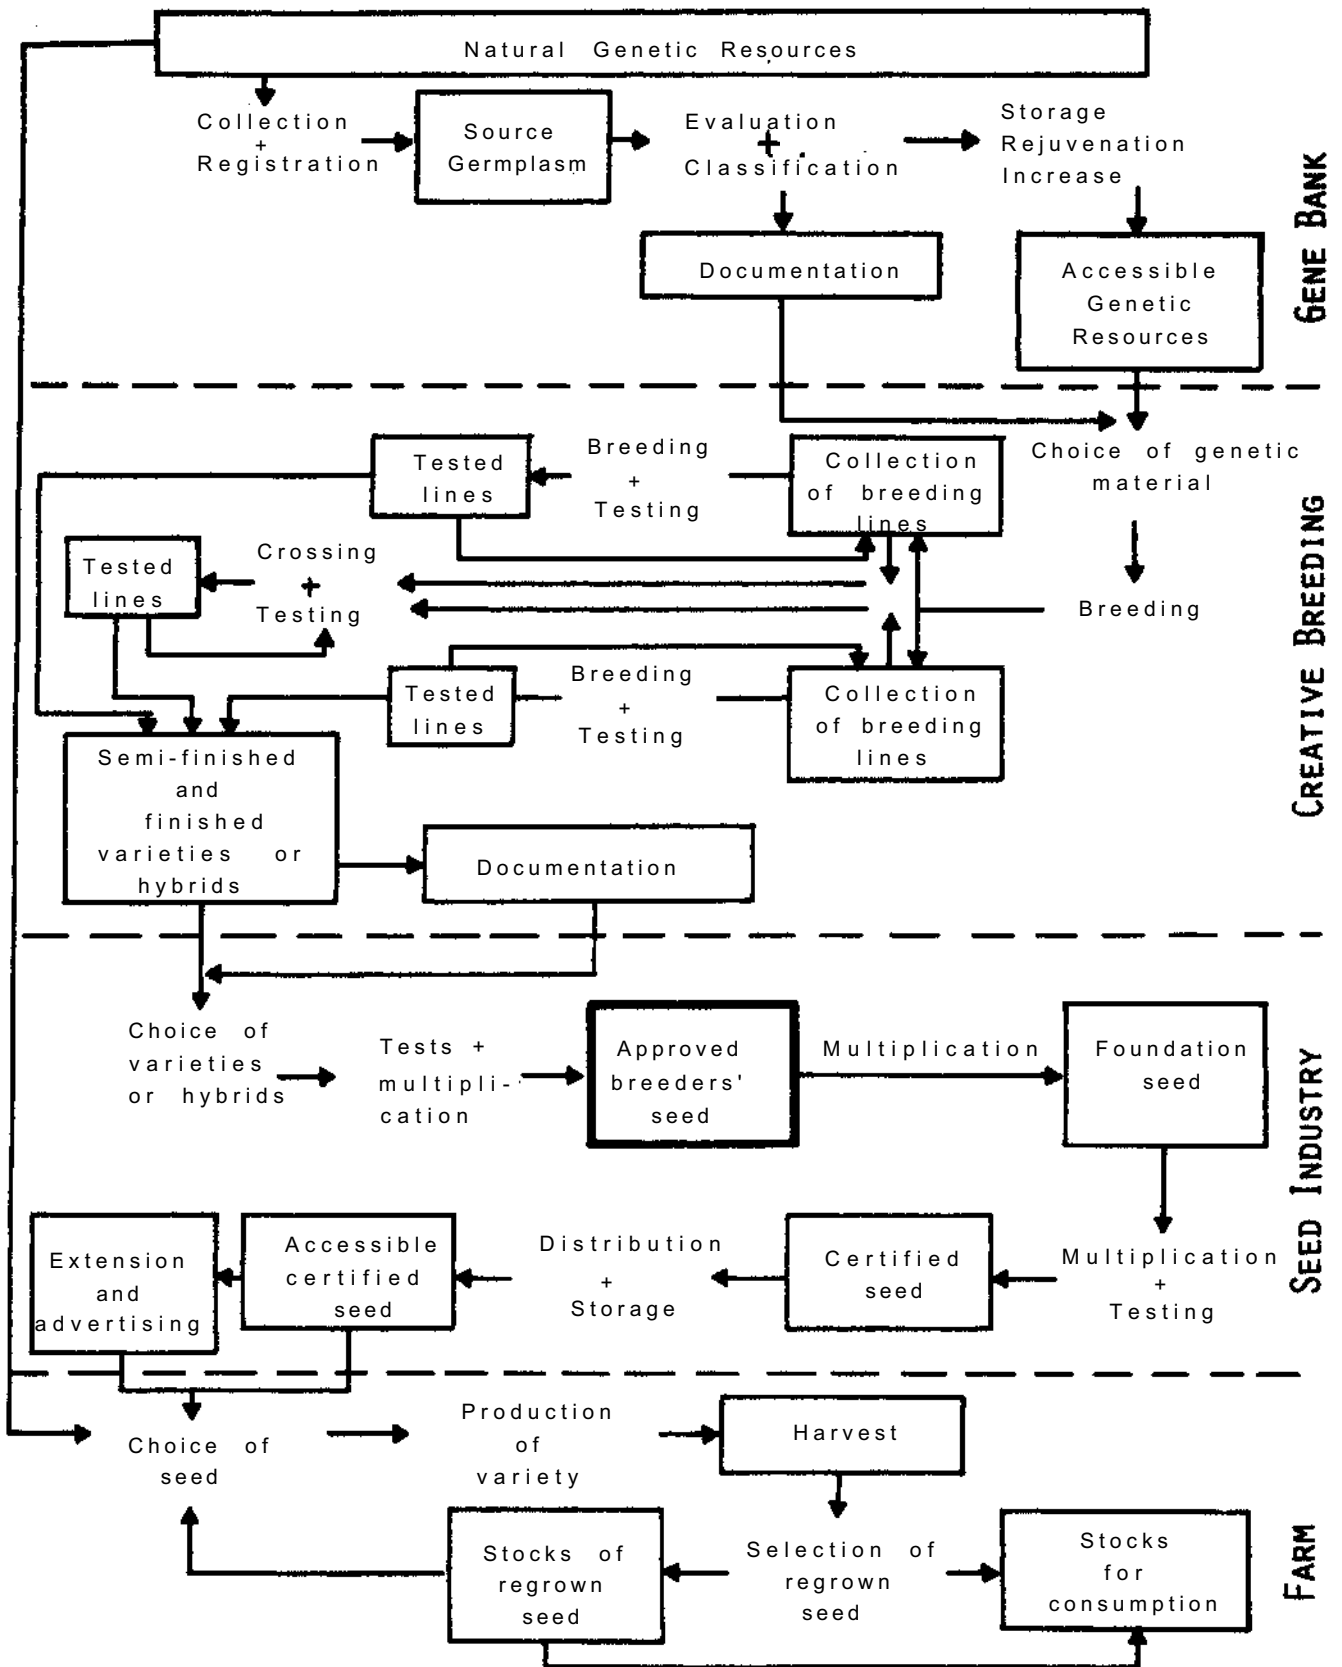 Natural Genetic Resources
Collection
+
Registration
Source
Germplasm
Evaluation
+
Classification
Storage
Rejuvenation
Increase
Documentation
Accessible
Genetic
Resources
GENE BANK
Tested
lines
Breeding
+
Testing
Collection
of breeding
lines
Choice of genetic
material
Tested
lines
Crossing
+
Testing
Breeding
Tested
lines
Breeding
+
Testing
Collection
of breeding
lines
Semi-finished
and
finished
varieties or
hybrids
Documentation
CREATIVE BREEDING
Choice of
varieties
or hybrids
Tests +
multipli-
cation
Approved
breeders'
seed
Multiplication
Foundation
seed
Extension
and
advertising
Accessible
certified
seed
Distribution
+
Storage
Certified
seed
Multiplication
+
Testing
SEED INDUSTRY
Choice of
seed
Production
of
variety
Harvest
Stocks of
regrown
seed
Selection of
regrown
seed
Stocks
for
consumption
FARM